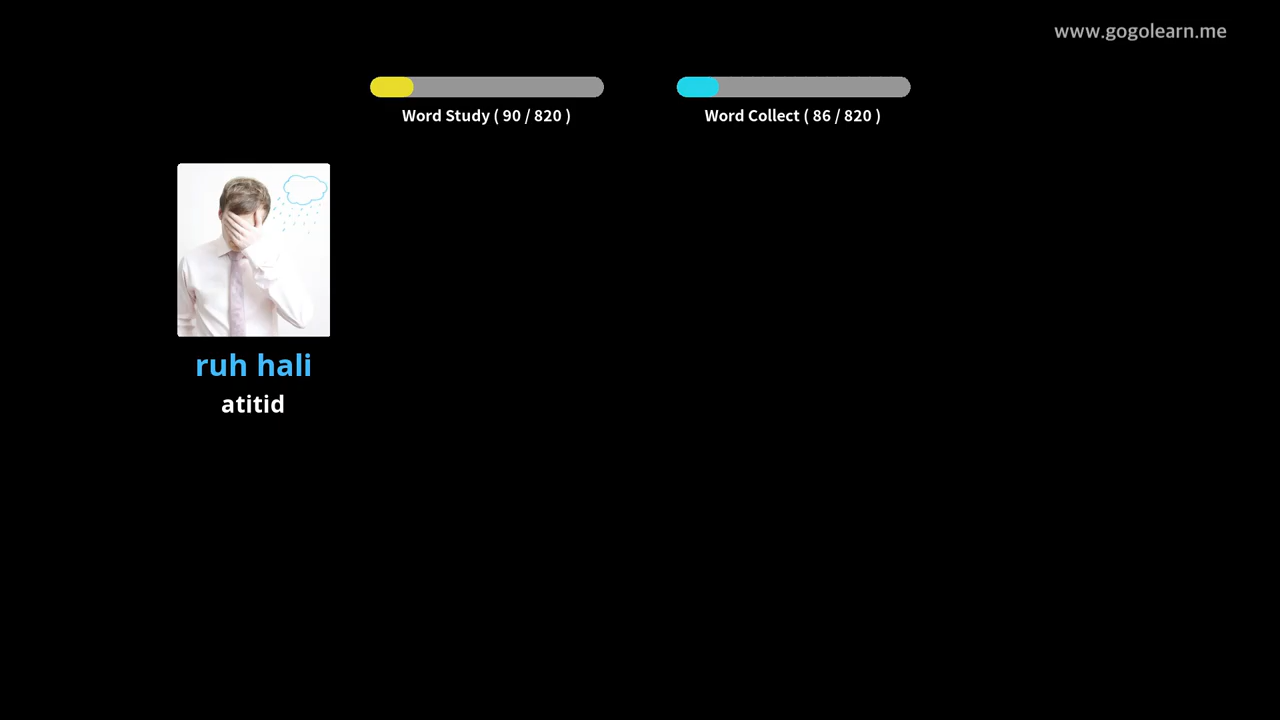 www.gogolearn.me
Word Study ( 90 / 820 )
Word Collect ( 86 / 820 )
ruh hali
atitid